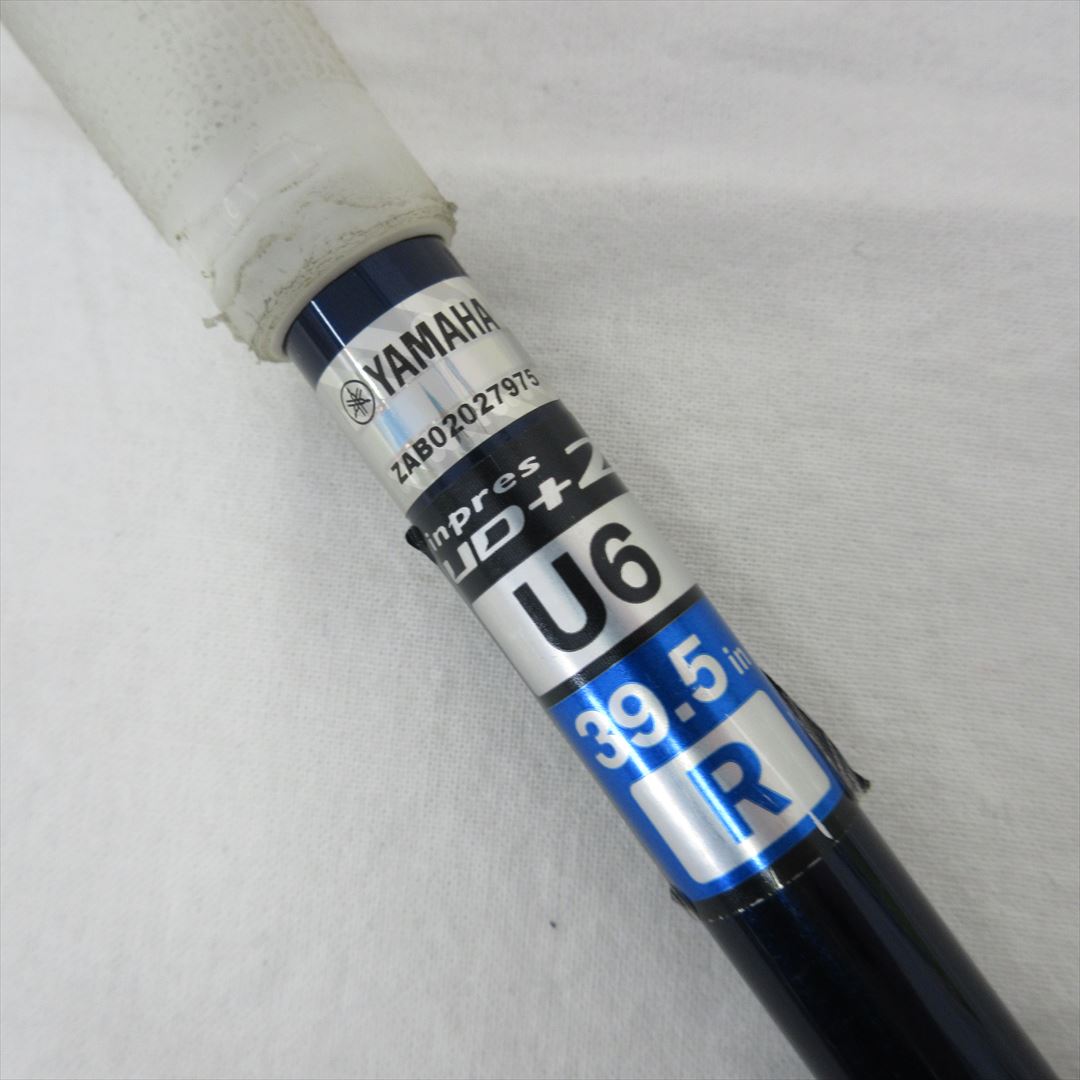 YAMAHA
ZAB02027975
inpres
UD+2
U6
39.5 in
R